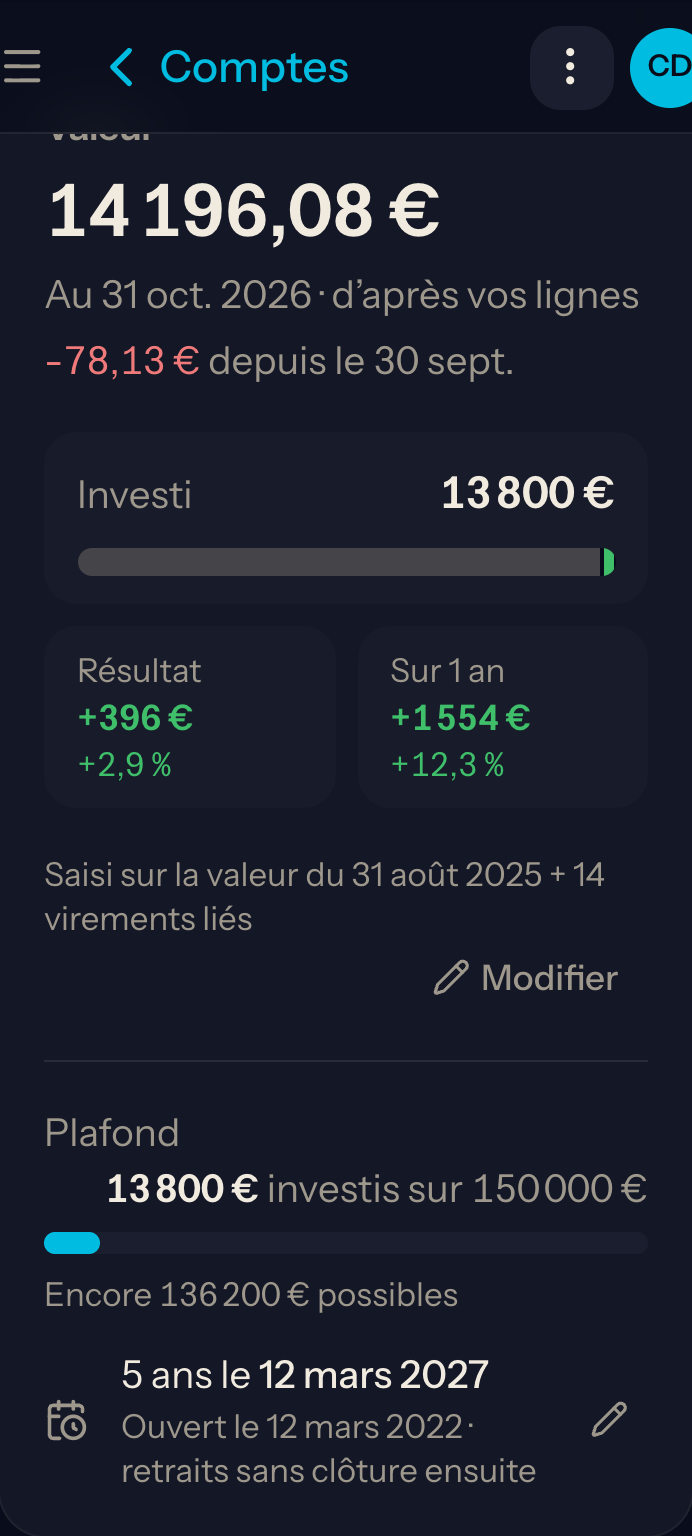 Comptes
CD
Valeur
14 196,08 €
Au 31 oct. 2026 · d’après vos lignes
-78,13 € depuis le 30 sept.
Investi 13 800 €
Résultat
+396 €
+2,9 %
Sur 1 an
+1 554 €
+12,3 %
Saisi sur la valeur du 31 août 2025 + 14
virements liés
Modifier
Plafond
13 800 € investis sur 150 000 €
Encore 136 200 € possibles
5 ans le 12 mars 2027
Ouvert le 12 mars 2022 ·
retraits sans clôture ensuite